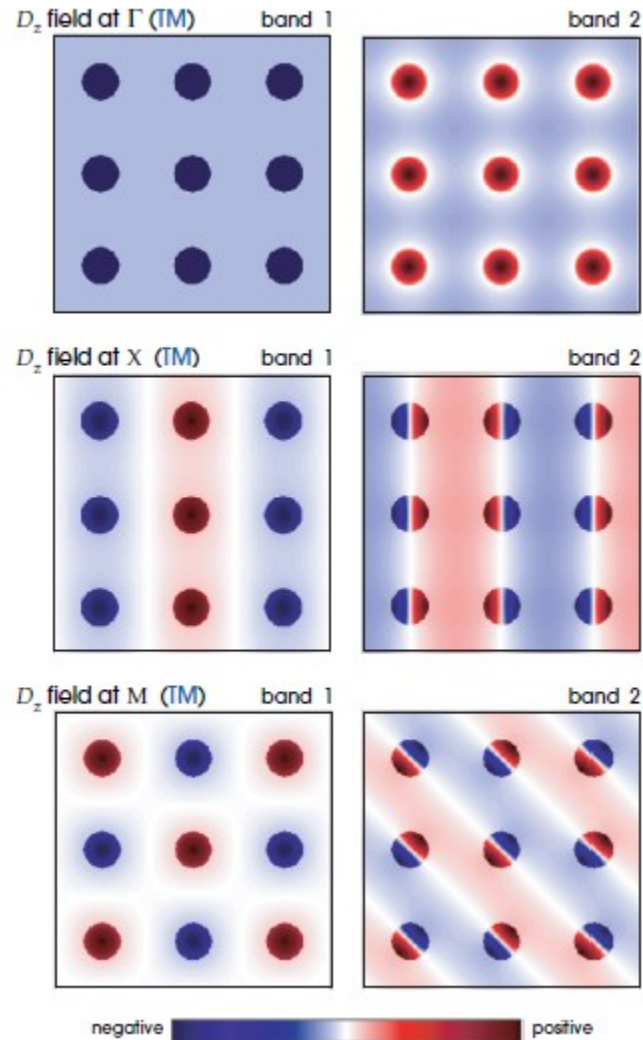 D_z field at Γ (TM) band 1 band 2
D_z field at X (TM) band 1 band 2
D_z field at M (TM) band 1 band 2
negative positive